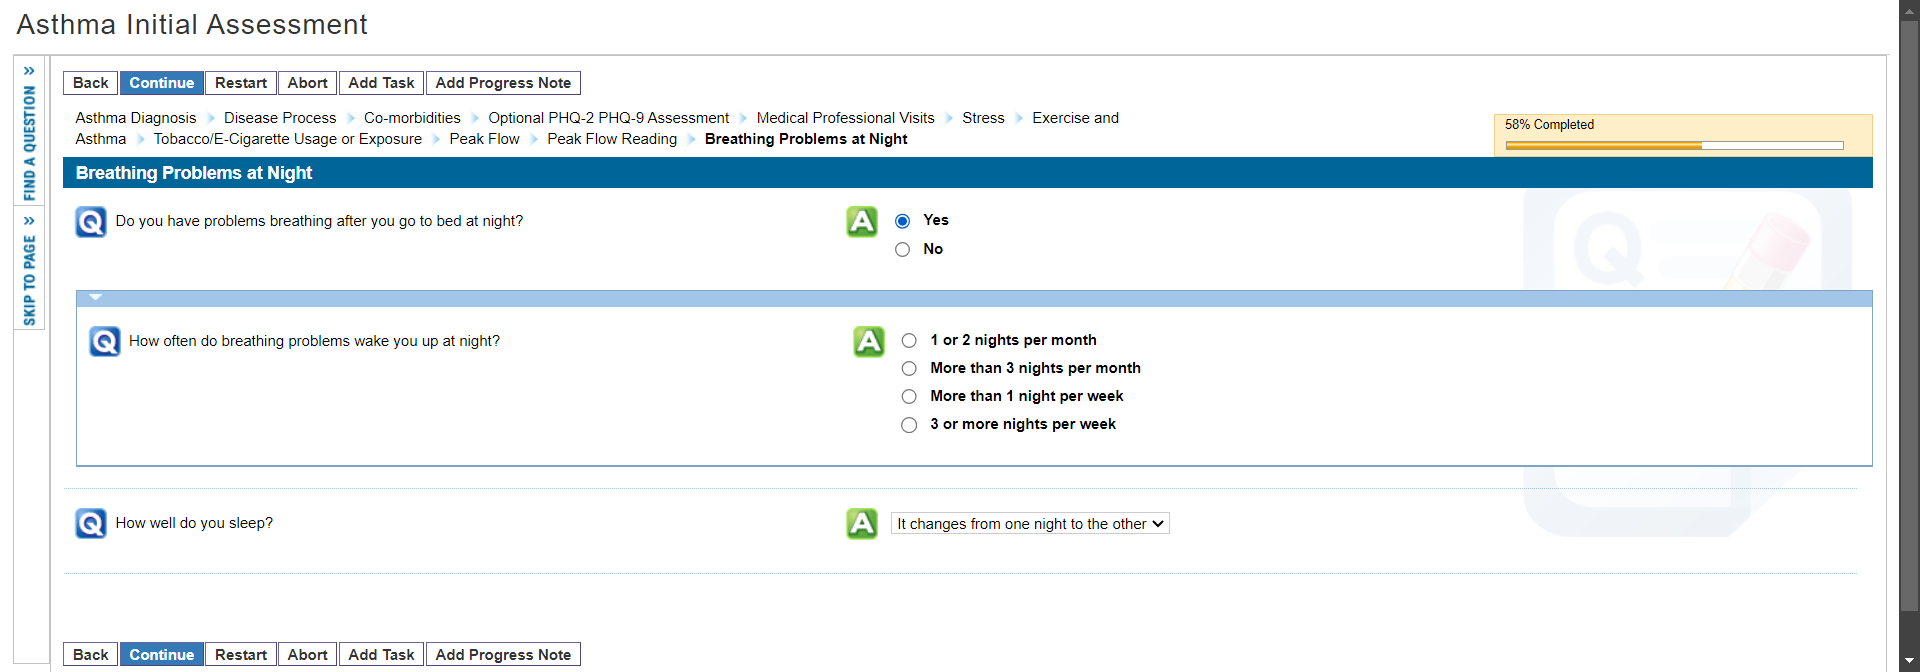 Asthma Initial Assessment
» FIND A QUESTION
» SKIP TO PAGE
Back Continue Restart Abort Add Task Add Progress Note
Asthma Diagnosis Disease Process Co-morbidities Optional PHQ-2 PHQ-9 Assessment Medical Professional Visits Stress Exercise and
Asthma Tobacco/E-Cigarette Usage or Exposure Peak Flow Peak Flow Reading Breathing Problems at Night
58% Completed
Breathing Problems at Night
Q Do you have problems breathing after you go to bed at night?
A Yes
No
Q How often do breathing problems wake you up at night?
A 1 or 2 nights per month
More than 3 nights per month
More than 1 night per week
3 or more nights per week
Q How well do you sleep?
A It changes from one night to the other
Back Continue Restart Abort Add Task Add Progress Note